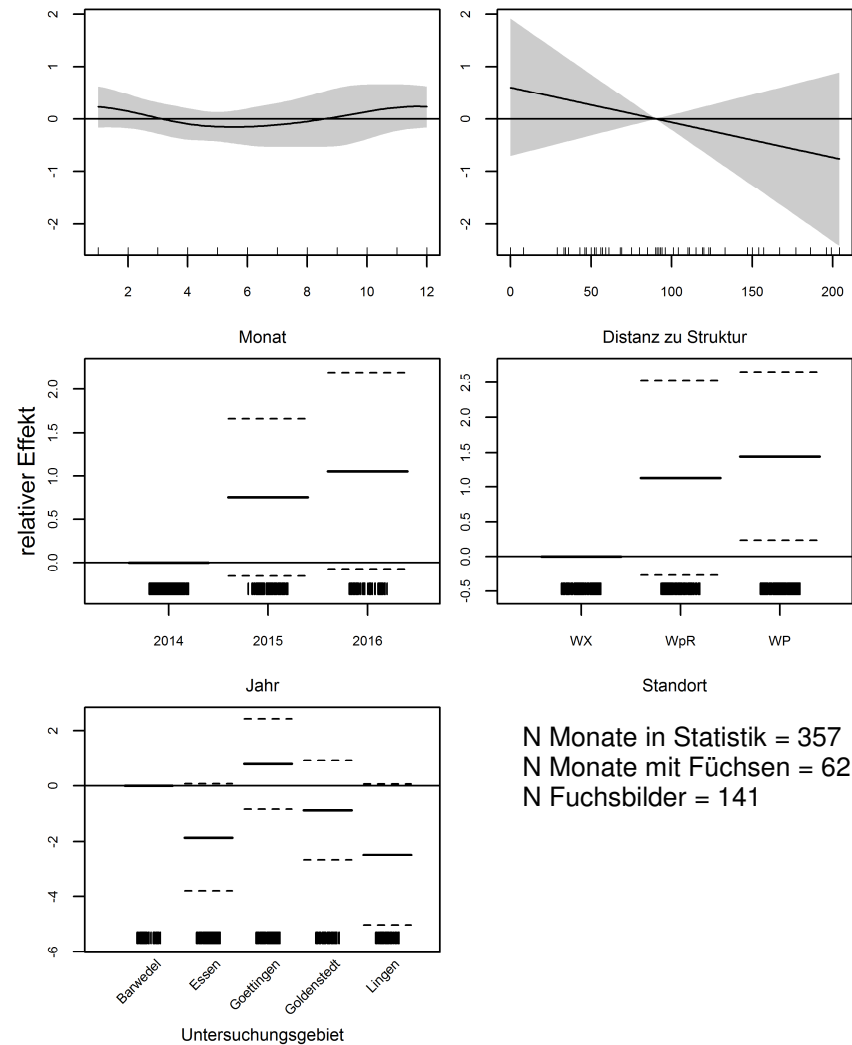 2
1
0
-1
-2
2 4 6 8 10 12
Monat
2
1
0
-1
-2
0 50 100 150 200
Distanz zu Struktur
relativer Effekt
2.0
1.5
1.0
0.5
0.0
2014 2015 2016
Jahr
2.5
2.0
1.5
1.0
0.5
0.0
-0.5
WX WpR WP
Standort
2
0
-2
-4
-6
Barwedel Essen Goettingen Goldenstedt Lingen
Untersuchungsgebiet
N Monate in Statistik = 357
N Monate mit Füchsen = 62
N Fuchsbilder = 141